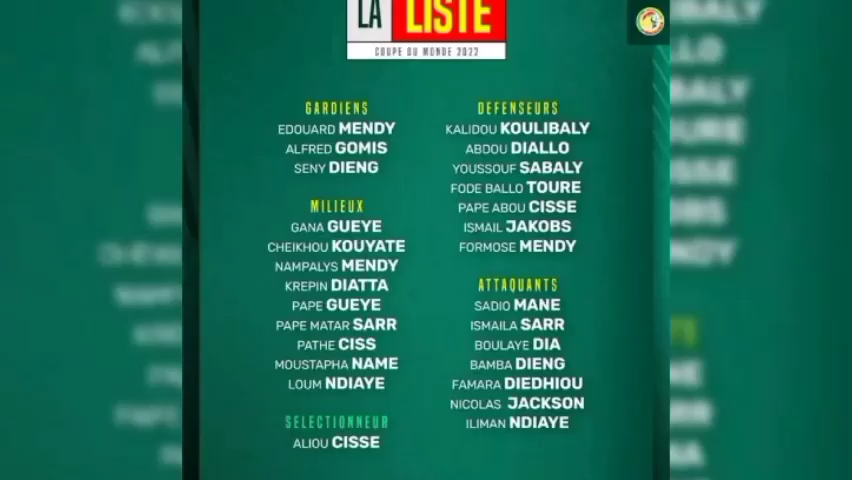 LA LISTE
COUPE DU MONDE 2022
GARDIENS
EDOUARD MENDY
ALFRED GOMIS
SENY DIENG
MILIEUX
GANA GUEYE
CHEIKHOU KOUYATE
NAMPALYS MENDY
KREPIN DIATTA
PAPE GUEYE
PAPE MATAR SARR
PATHE CISS
MOUSTAPHA NAME
LOUM NDIAYE
SELECTIONNEUR
ALIOU CISSE
DEFENSEURS
KALIDOU KOULIBALY
ABDOU DIALLO
YOUSSOUF SABALY
FODE BALLO TOURE
PAPE ABOU CISSE
ISMAIL JAKOBS
FORMOSE MENDY
ATTAQUANTS
SADIO MANE
ISMAILA SARR
BOULAYE DIA
BAMBA DIENG
FAMARA DIEDHIOU
NICOLAS JACKSON
ILIMAN NDIAYE